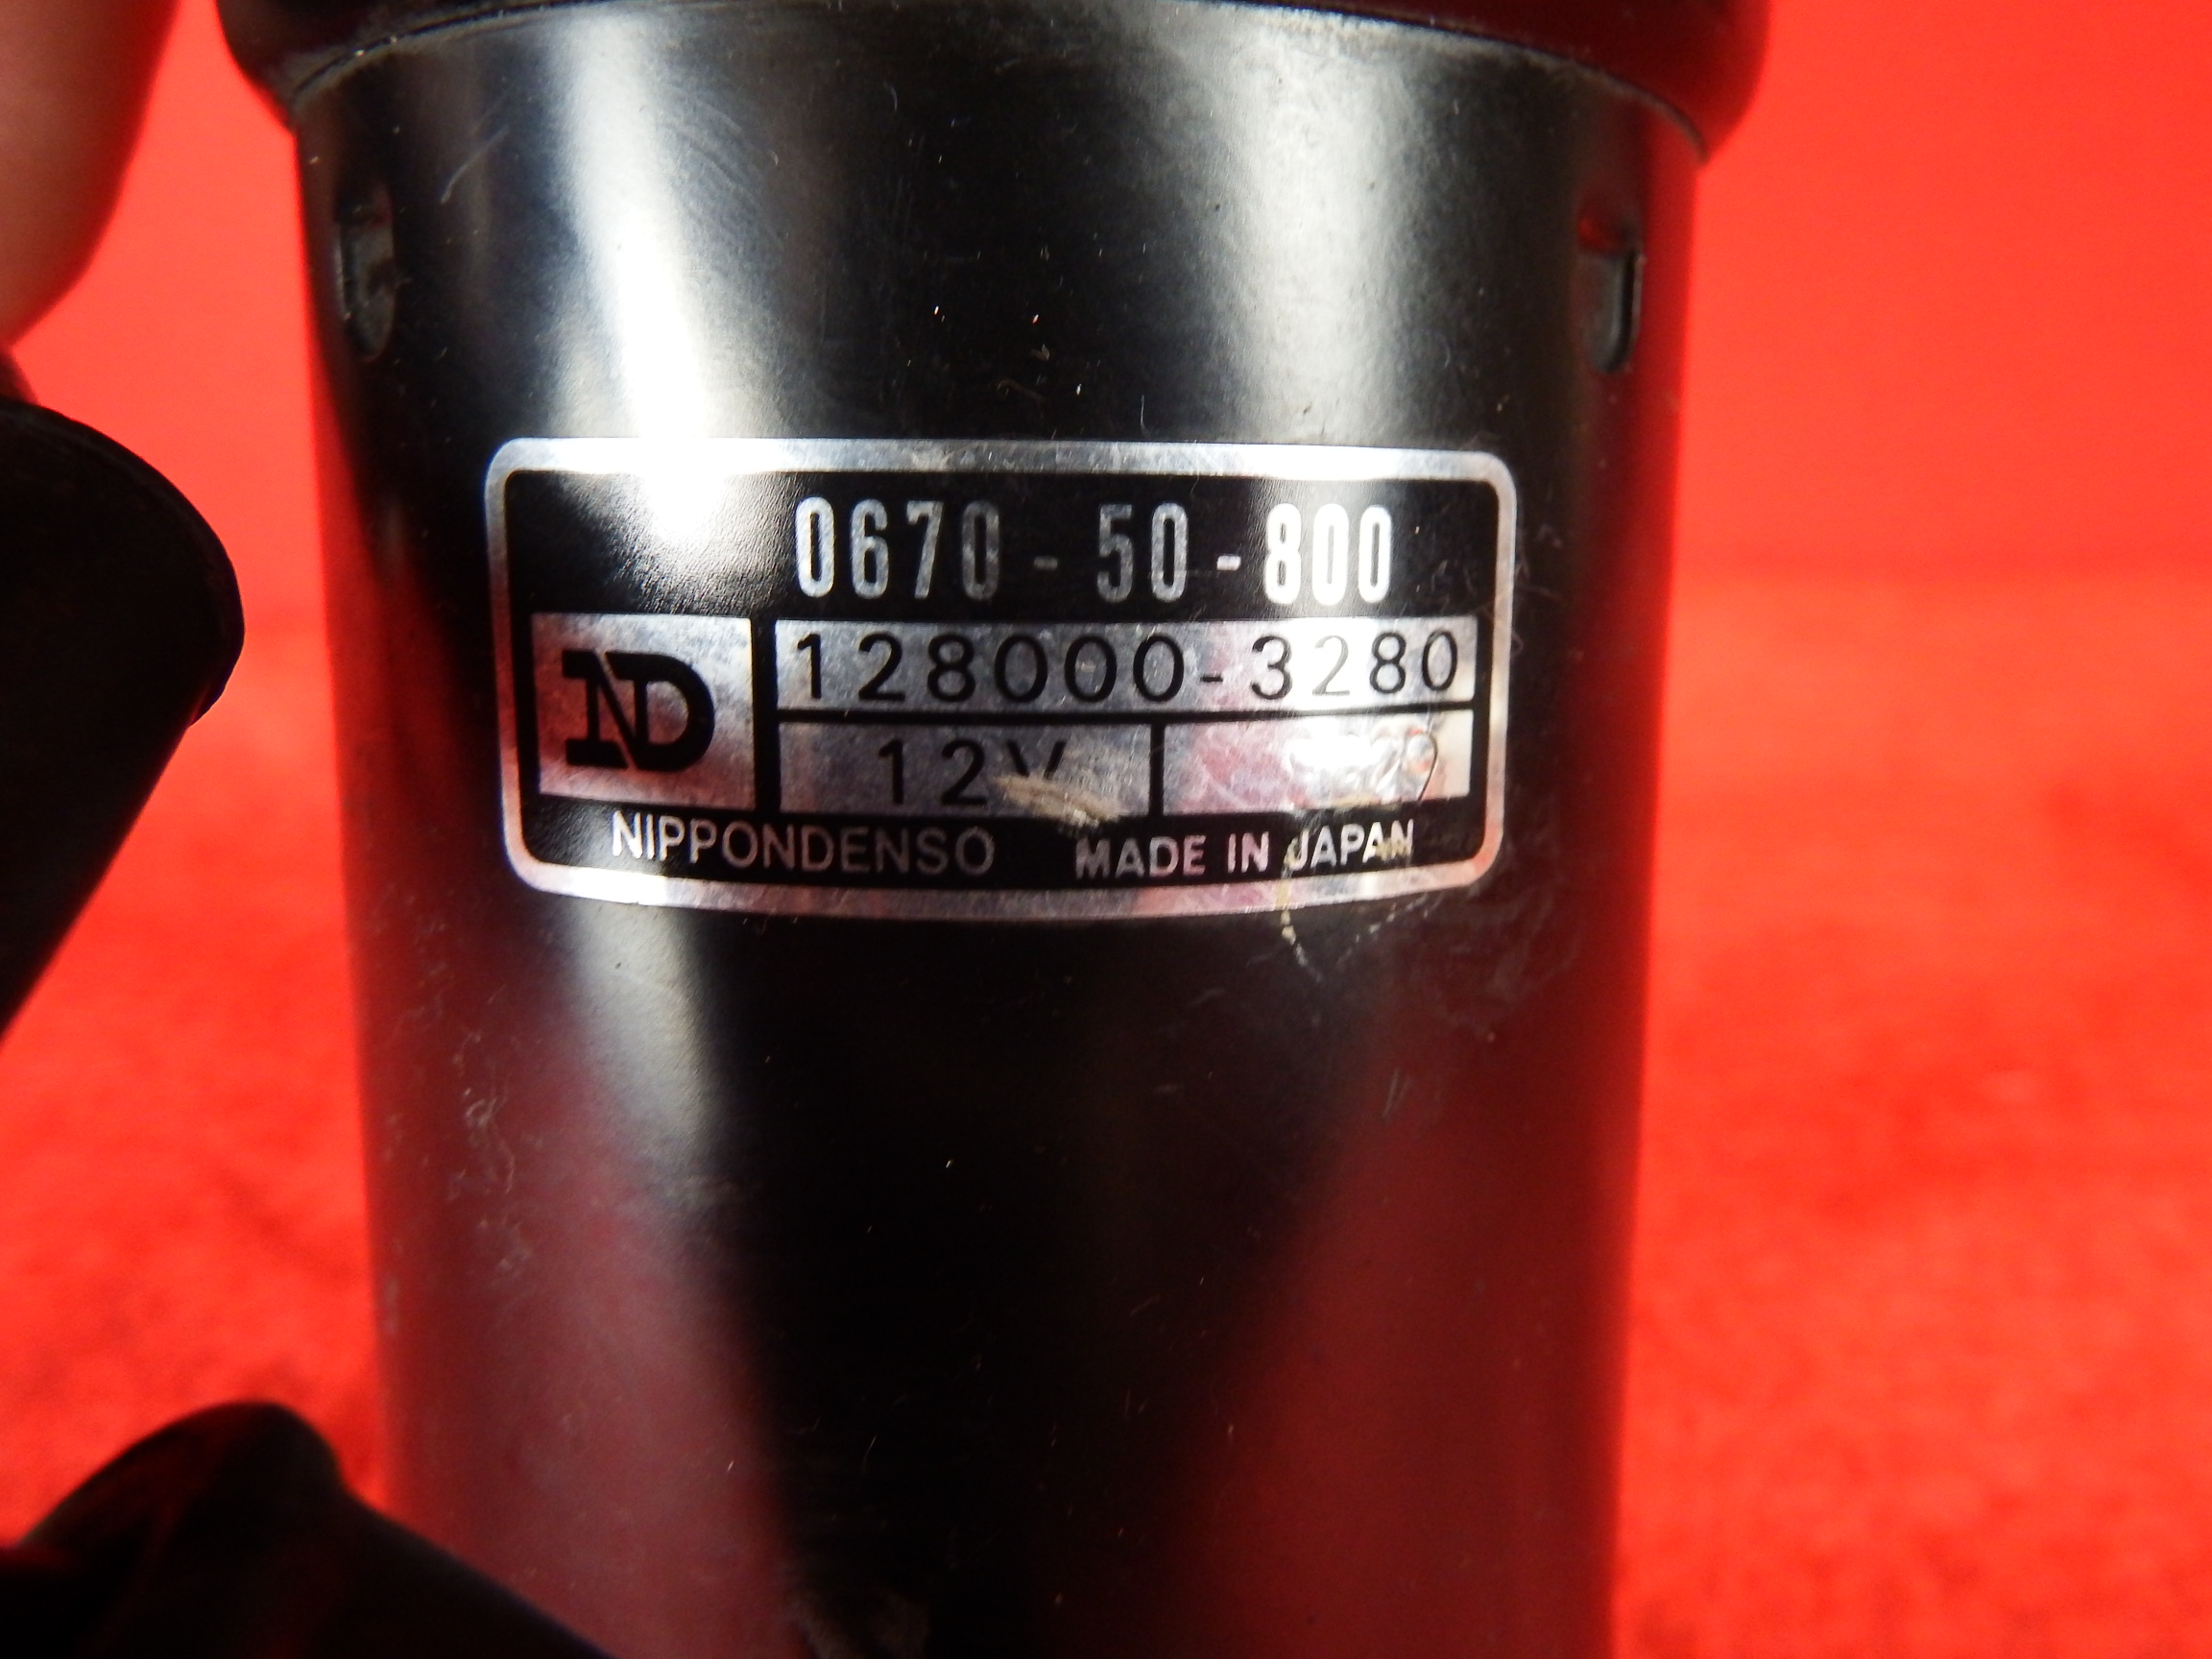 0670-50-800
ND
128000-3280
12V
NIPPONDENSO MADE IN JAPAN